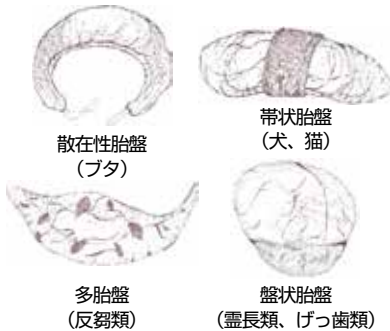 散在性胎盤
（ブタ）
帯状胎盤
（犬、猫）
多胎盤
（反芻類）
盤状胎盤
（霊長類、げっ歯類）